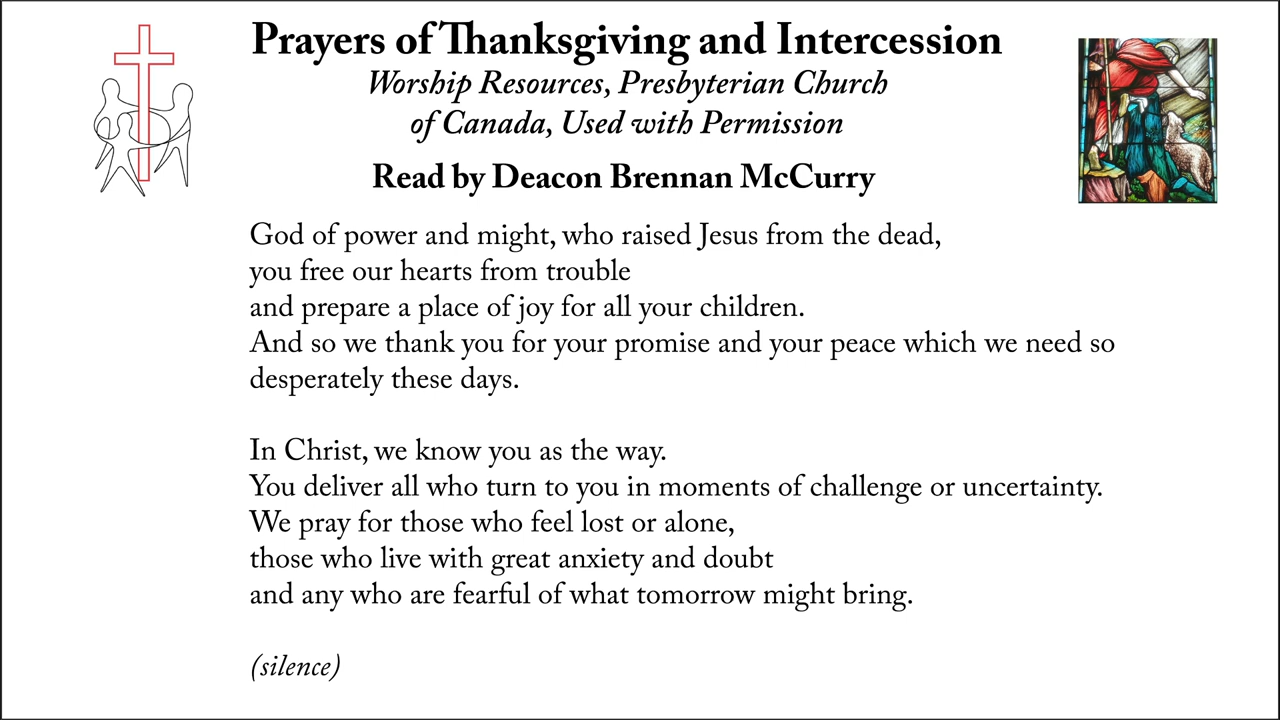 Prayers of Thanksgiving and Intercession
Worship Resources, Presbyterian Church
of Canada, Used with Permission
Read by Deacon Brennan McCurry
God of power and might, who raised Jesus from the dead,
you free our hearts from trouble
and prepare a place of joy for all your children.
And so we thank you for your promise and your peace which we need so
desperately these days.
In Christ, we know you as the way.
You deliver all who turn to you in moments of challenge or uncertainty.
We pray for those who feel lost or alone,
those who live with great anxiety and doubt
and any who are fearful of what tomorrow might bring.
(silence)